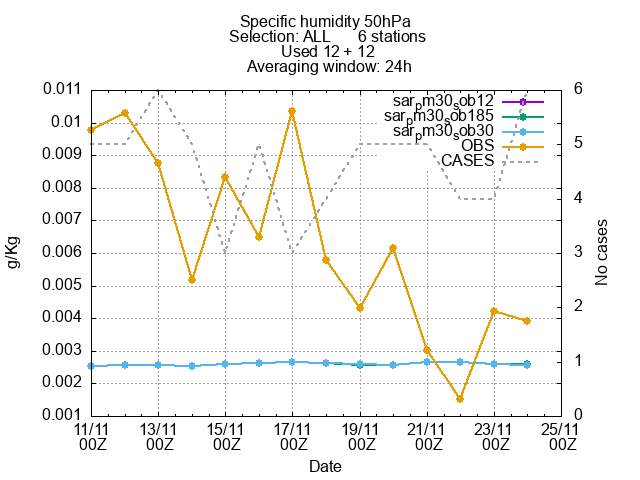 Specific humidity 50hPa
Selection: ALL 6 stations
Used 12 + 12
Averaging window: 24h
0.011
0.01
0.009
0.008
0.007
0.006
0.005
0.004
0.003
0.002
0.001
g/Kg
6
5
4
3
2
1
0
No cases
sarpm30sob12
sarpm30sob185
sarpm30sob30
OBS
CASES
11/11 13/11 15/11 17/11 19/11 21/11 23/11 25/11
00Z 00Z 00Z 00Z 00Z 00Z 00Z 00Z
Date